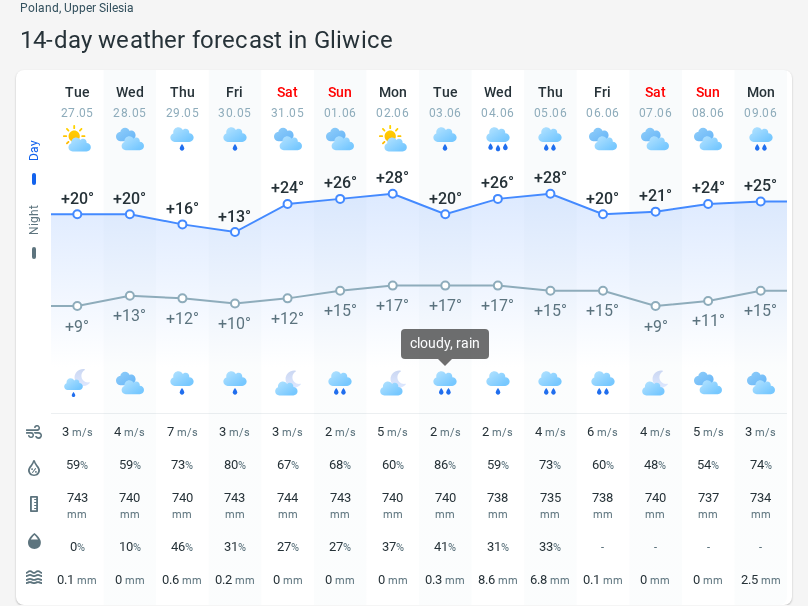 Poland, Upper Silesia
14-day weather forecast in Gliwice
Tue Wed Thu Fri Sat Sun Mon Tue Wed Thu Fri Sat Sun Mon
27.05 28.05 29.05 30.05 31.05 01.06 02.06 03.06 04.06 05.06 06.06 07.06 08.06 09.06
Day
Night
+20° +20° +16° +13° +24° +26° +28° +20° +26° +28° +20° +21° +24° +25°
+9° +13° +12° +10° +12° +15° +17° +17° +17° +15° +15° +9° +11° +15°
cloudy, rain
3 m/s 4 m/s 7 m/s 3 m/s 3 m/s 2 m/s 5 m/s 2 m/s 2 m/s 4 m/s 6 m/s 4 m/s 5 m/s 3 m/s
59% 59% 73% 80% 67% 68% 60% 86% 59% 73% 60% 48% 54% 74%
743 740 740 743 744 743 740 740 738 735 738 740 737 734
mm mm mm mm mm mm mm mm mm mm mm mm mm mm
0% 10% 46% 31% 27% 27% 37% 41% 31% 33% - - - -
0.1 mm 0 mm 0.6 mm 0.2 mm 0 mm 0 mm 0 mm 0.3 mm 8.6 mm 6.8 mm 0.1 mm 0 mm 0 mm 2.5 mm